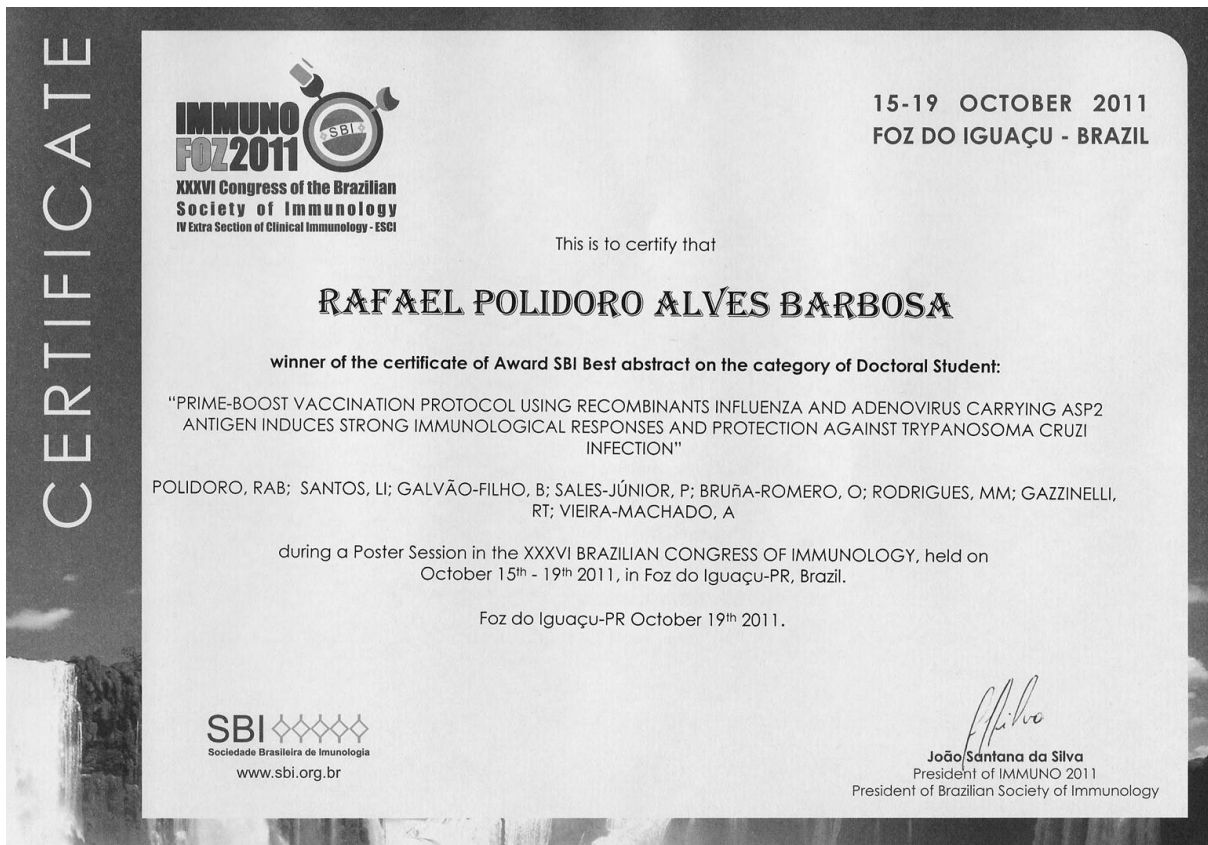 CERTIFICATE
IMMUNO
FOZ2011
SBI
XXXVI Congress of the Brazilian
Society of Immunology
IV Extra Section of Clinical Immunology - ESCI
15-19 OCTOBER 2011
FOZ DO IGUAÇU - BRAZIL
This is to certify that
RAFAEL POLIDORO ALVES BARBOSA
winner of the certificate of Award SBI Best abstract on the category of Doctoral Student:
“PRIME-BOOST VACCINATION PROTOCOL USING RECOMBINANTS INFLUENZA AND ADENOVIRUS CARRYING ASP2
ANTIGEN INDUCES STRONG IMMUNOLOGICAL RESPONSES AND PROTECTION AGAINST TRYPANOSOMA CRUZI
INFECTION”
POLIDORO, RAB; SANTOS, LI; GALVÃO-FILHO, B; SALES-JÚNIOR, P; BRUñA-ROMERO, O; RODRIGUES, MM; GAZZINELLI,
RT; VIEIRA-MACHADO, A
during a Poster Session in the XXXVI BRAZILIAN CONGRESS OF IMMUNOLOGY, held on
October 15th - 19th 2011, in Foz do Iguaçu-PR, Brazil.
Foz do Iguaçu-PR October 19th 2011.
SBI
Sociedade Brasileira de Imunologia
www.sbi.org.br
João Santana da Silva
President of IMMUNO 2011
President of Brazilian Society of Immunology